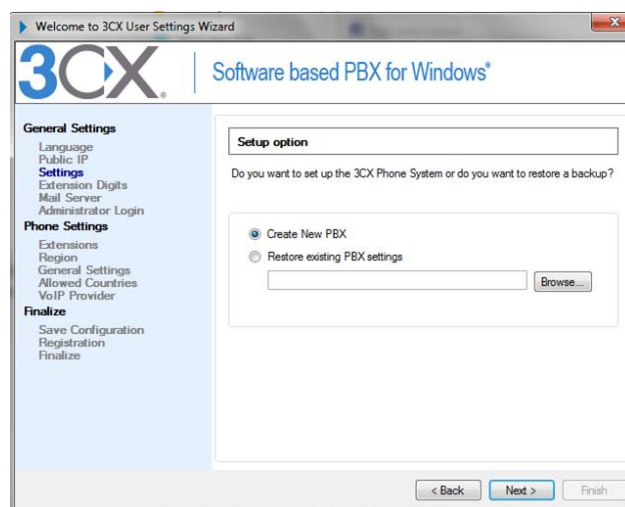 Welcome to 3CX User Settings Wizard
3CX®
Software based PBX for Windows®
General Settings
Language
Public IP
Settings
Extension Digits
Mail Server
Administrator Login
Phone Settings
Extensions
Region
General Settings
Allowed Countries
VoIP Provider
Finalize
Save Configuration
Registration
Finalize
Setup option
Do you want to set up the 3CX Phone System or do you want to restore a backup?
Create New PBX
Restore existing PBX settings
Browse...
< Back
Next >
Finish